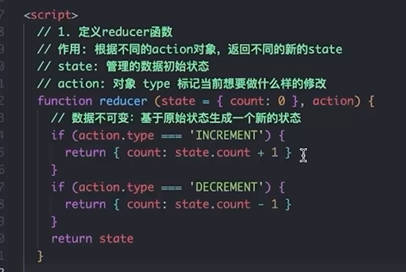 <script>
// 1. 定义reducer函数
// 作用: 根据不同的action对象，返回不同的新的state
// state: 管理的数据初始状态
// action: 对象 type 标记当前想要做什么样的修改
function reducer (state = { count: 0 }, action) {
// 数据不可变：基于原始状态生成一个新的状态
if (action.type === 'INCREMENT') {
return { count: state.count + 1 }
}
if (action.type === 'DECREMENT') {
return { count: state.count - 1 }
}
return state
}